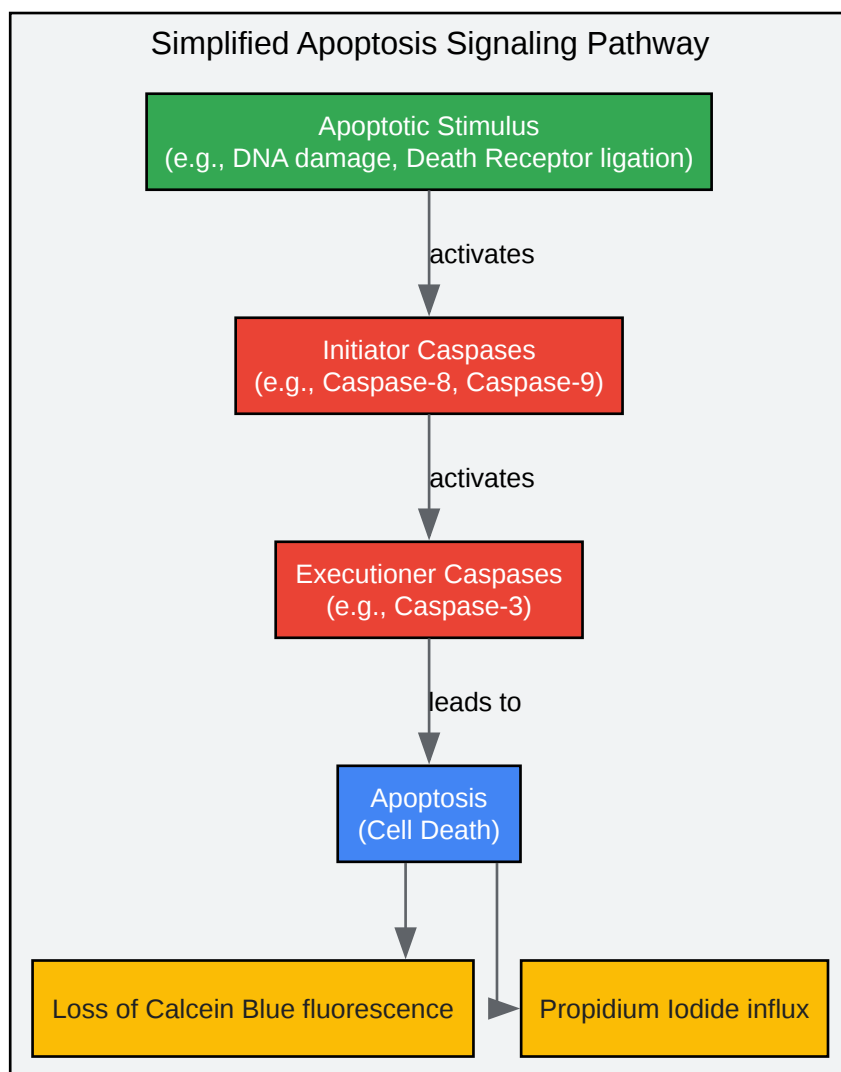 Simplified Apoptosis Signaling Pathway
Apoptotic Stimulus
(e.g., DNA damage, Death Receptor ligation)
activates
Initiator Caspases
(e.g., Caspase-8, Caspase-9)
activates
Executioner Caspases
(e.g., Caspase-3)
leads to
Apoptosis
(Cell Death)
Loss of Calcein Blue fluorescence
Propidium Iodide influx